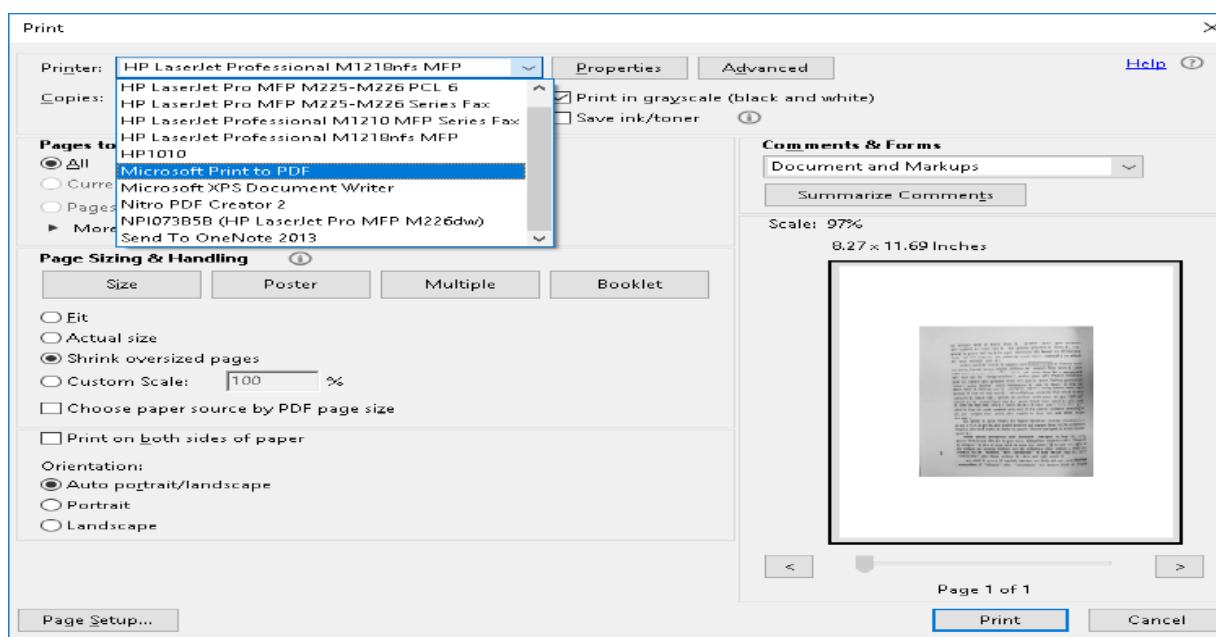 Print
Printer: HP LaserJet Professional M1218nfs MFP Properties Advanced Help
HP LaserJet Pro MFP M225-M226 PCL 6
HP LaserJet Pro MFP M225-M226 Series Fax
HP LaserJet Professional M1210 MFP Series Fax
HP LaserJet Professional M1218nfs MFP
HP1010
Microsoft Print to PDF
Microsoft XPS Document Writer
Nitro PDF Creator 2
NPI073B5B (HP LaserJet Pro MFP M226dw)
Send To OneNote 2013
Copies: Print in grayscale (black and white)
Save ink/toner
Pages to
All
Curre
Pages
More
Comments & Forms
Document and Markups
Summarize Comments
Scale: 97%
8.27 x 11.69 Inches
Page Sizing & Handling
Size Poster Multiple Booklet
Fit
Actual size
Shrink oversized pages
Custom Scale: 100 %
Choose paper source by PDF page size
Print on both sides of paper
Orientation:
Auto portrait/landscape
Portrait
Landscape
< >
Page 1 of 1
Page Setup... Print Cancel